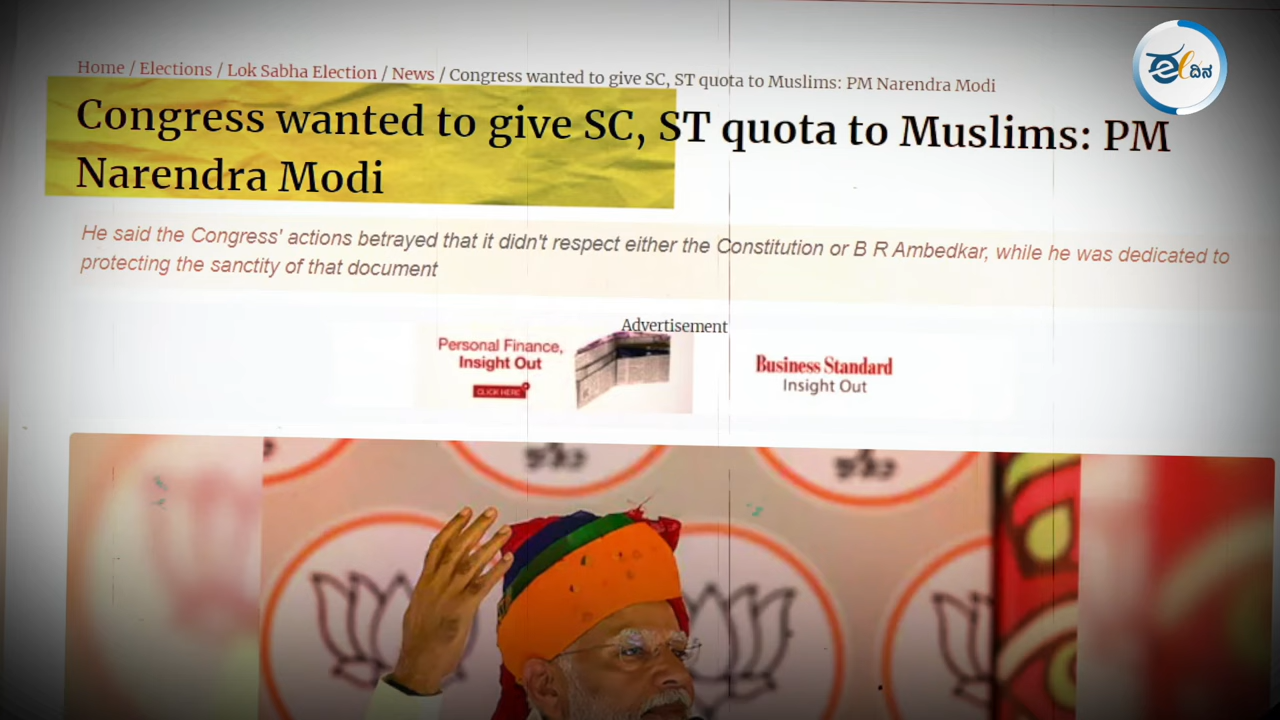 Home / Elections / Lok Sabha Election / News / Congress wanted to give SC, ST quota to Muslims: PM Narendra Modi
ಈ ದಿನ
Congress wanted to give SC, ST quota to Muslims: PM
Narendra Modi
He said the Congress' actions betrayed that it didn't respect either the Constitution or B R Ambedkar, while he was dedicated to
protecting the sanctity of that document
Advertisement
Personal Finance,
Insight Out
CLICK HERE
Business Standard
Insight Out